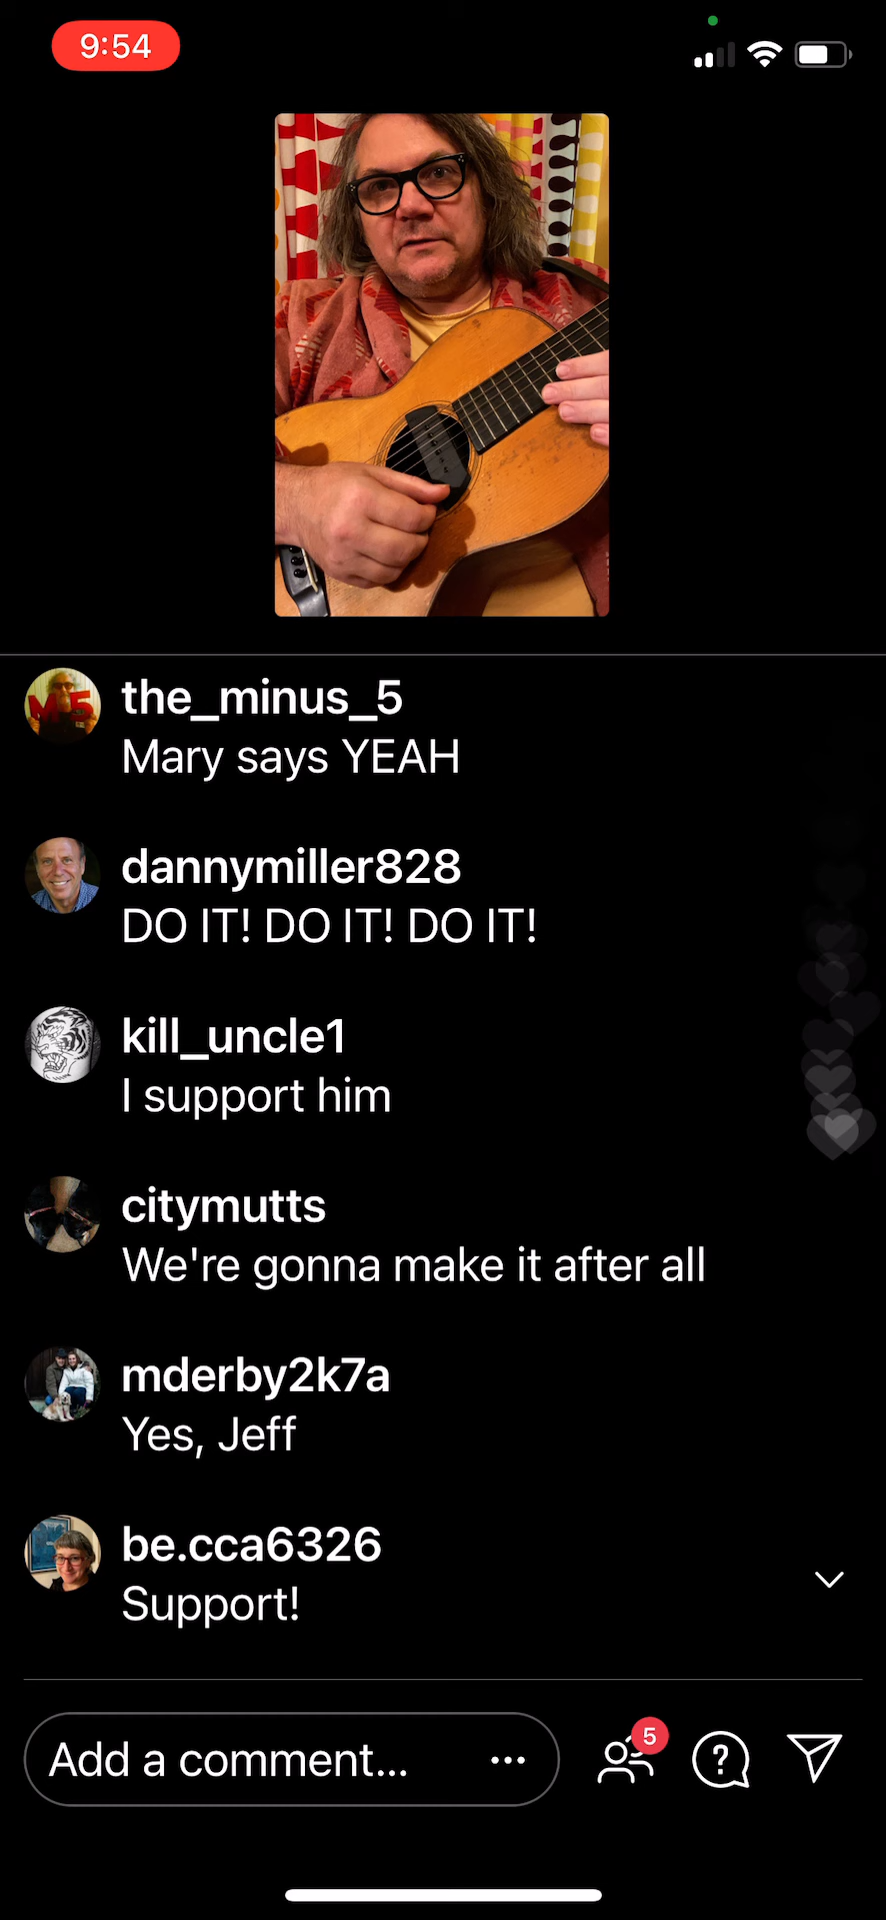 9:54
the_minus_5
Mary says YEAH
dannymiller828
DO IT! DO IT! DO IT!
kill_uncle1
I support him
citymutts
We're gonna make it after all
mderby2k7a
Yes, Jeff
be.cca6326
Support!
Add a comment...
5